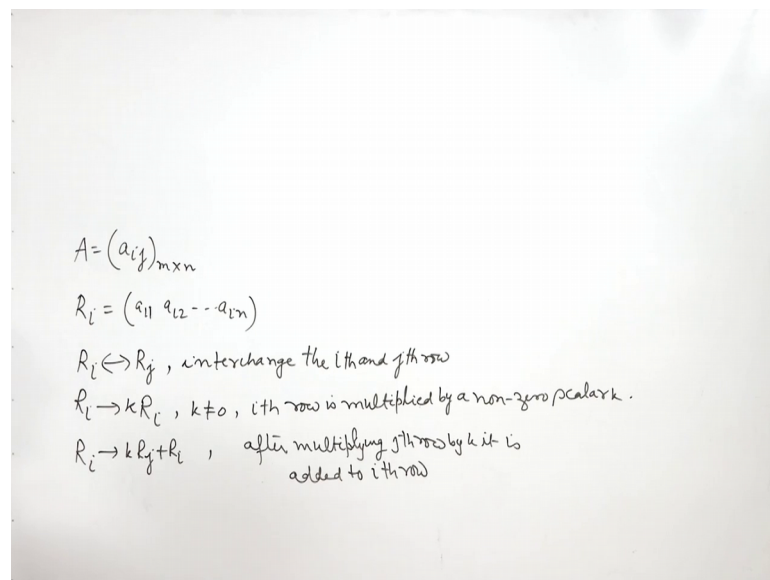 A=(aij)m×n
Ri = (a11 ai2 - - - ain)
Ri↔Rj, interchange the ith and jth row
Ri→kRi, k≠0, ith row is multiplied by a non-zero scalar k.
Ri→kRj+Ri, after multiplying jth row by k it is
added to ith row